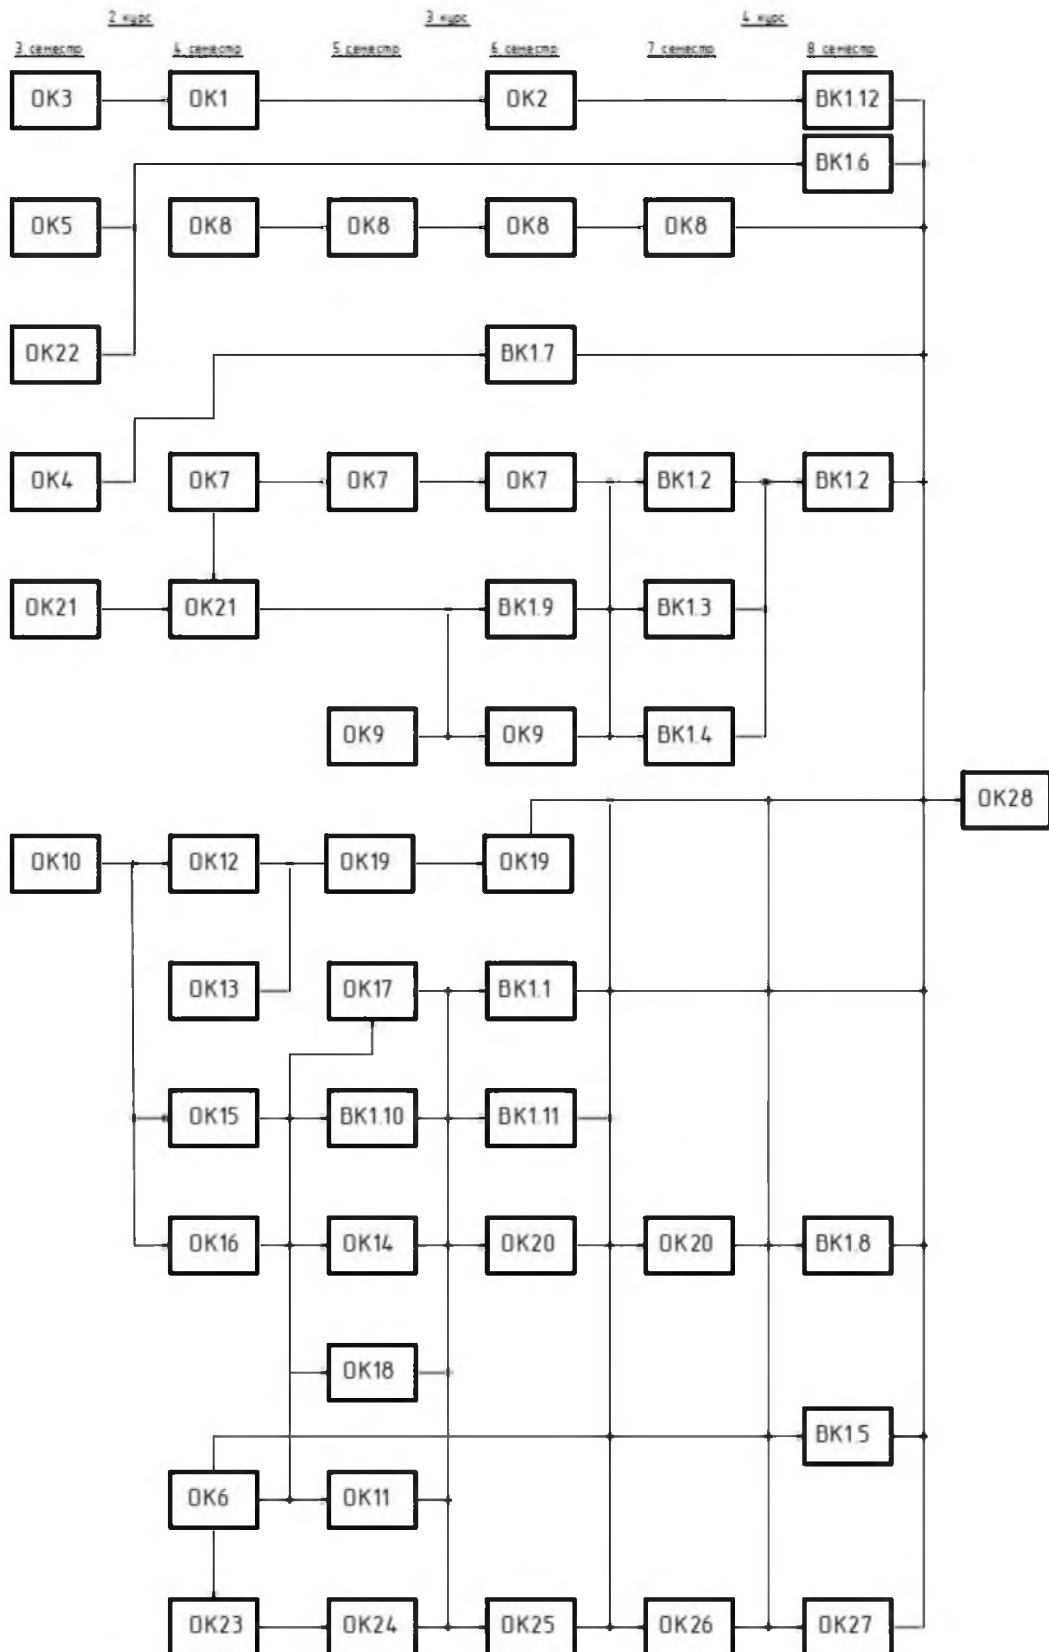 2 курс 3 курс 4 курс
3 семестр 4 семестр 5 семестр 6 семестр 7 семестр 8 семестр
ОК3 ОК1 ОК2 ВК1.12
ВК1.6
ОК5 ОК8 ОК8 ОК8 ОК8
ОК22 ВК1.7
ОК4 ОК7 ОК7 ОК7 ВК1.2 ВК1.2
ОК21 ОК21 ВК1.9 ВК1.3
ОК9 ОК9 ВК1.4
ОК28
ОК10 ОК12 ОК19 ОК19
ОК13 ОК17 ВК1.1
ОК15 ВК1.10 ВК1.11
ОК16 ОК14 ОК20 ОК20 ВК1.8
ОК18
ВК1.5
ОК6 ОК11
ОК23 ОК24 ОК25 ОК26 ОК27